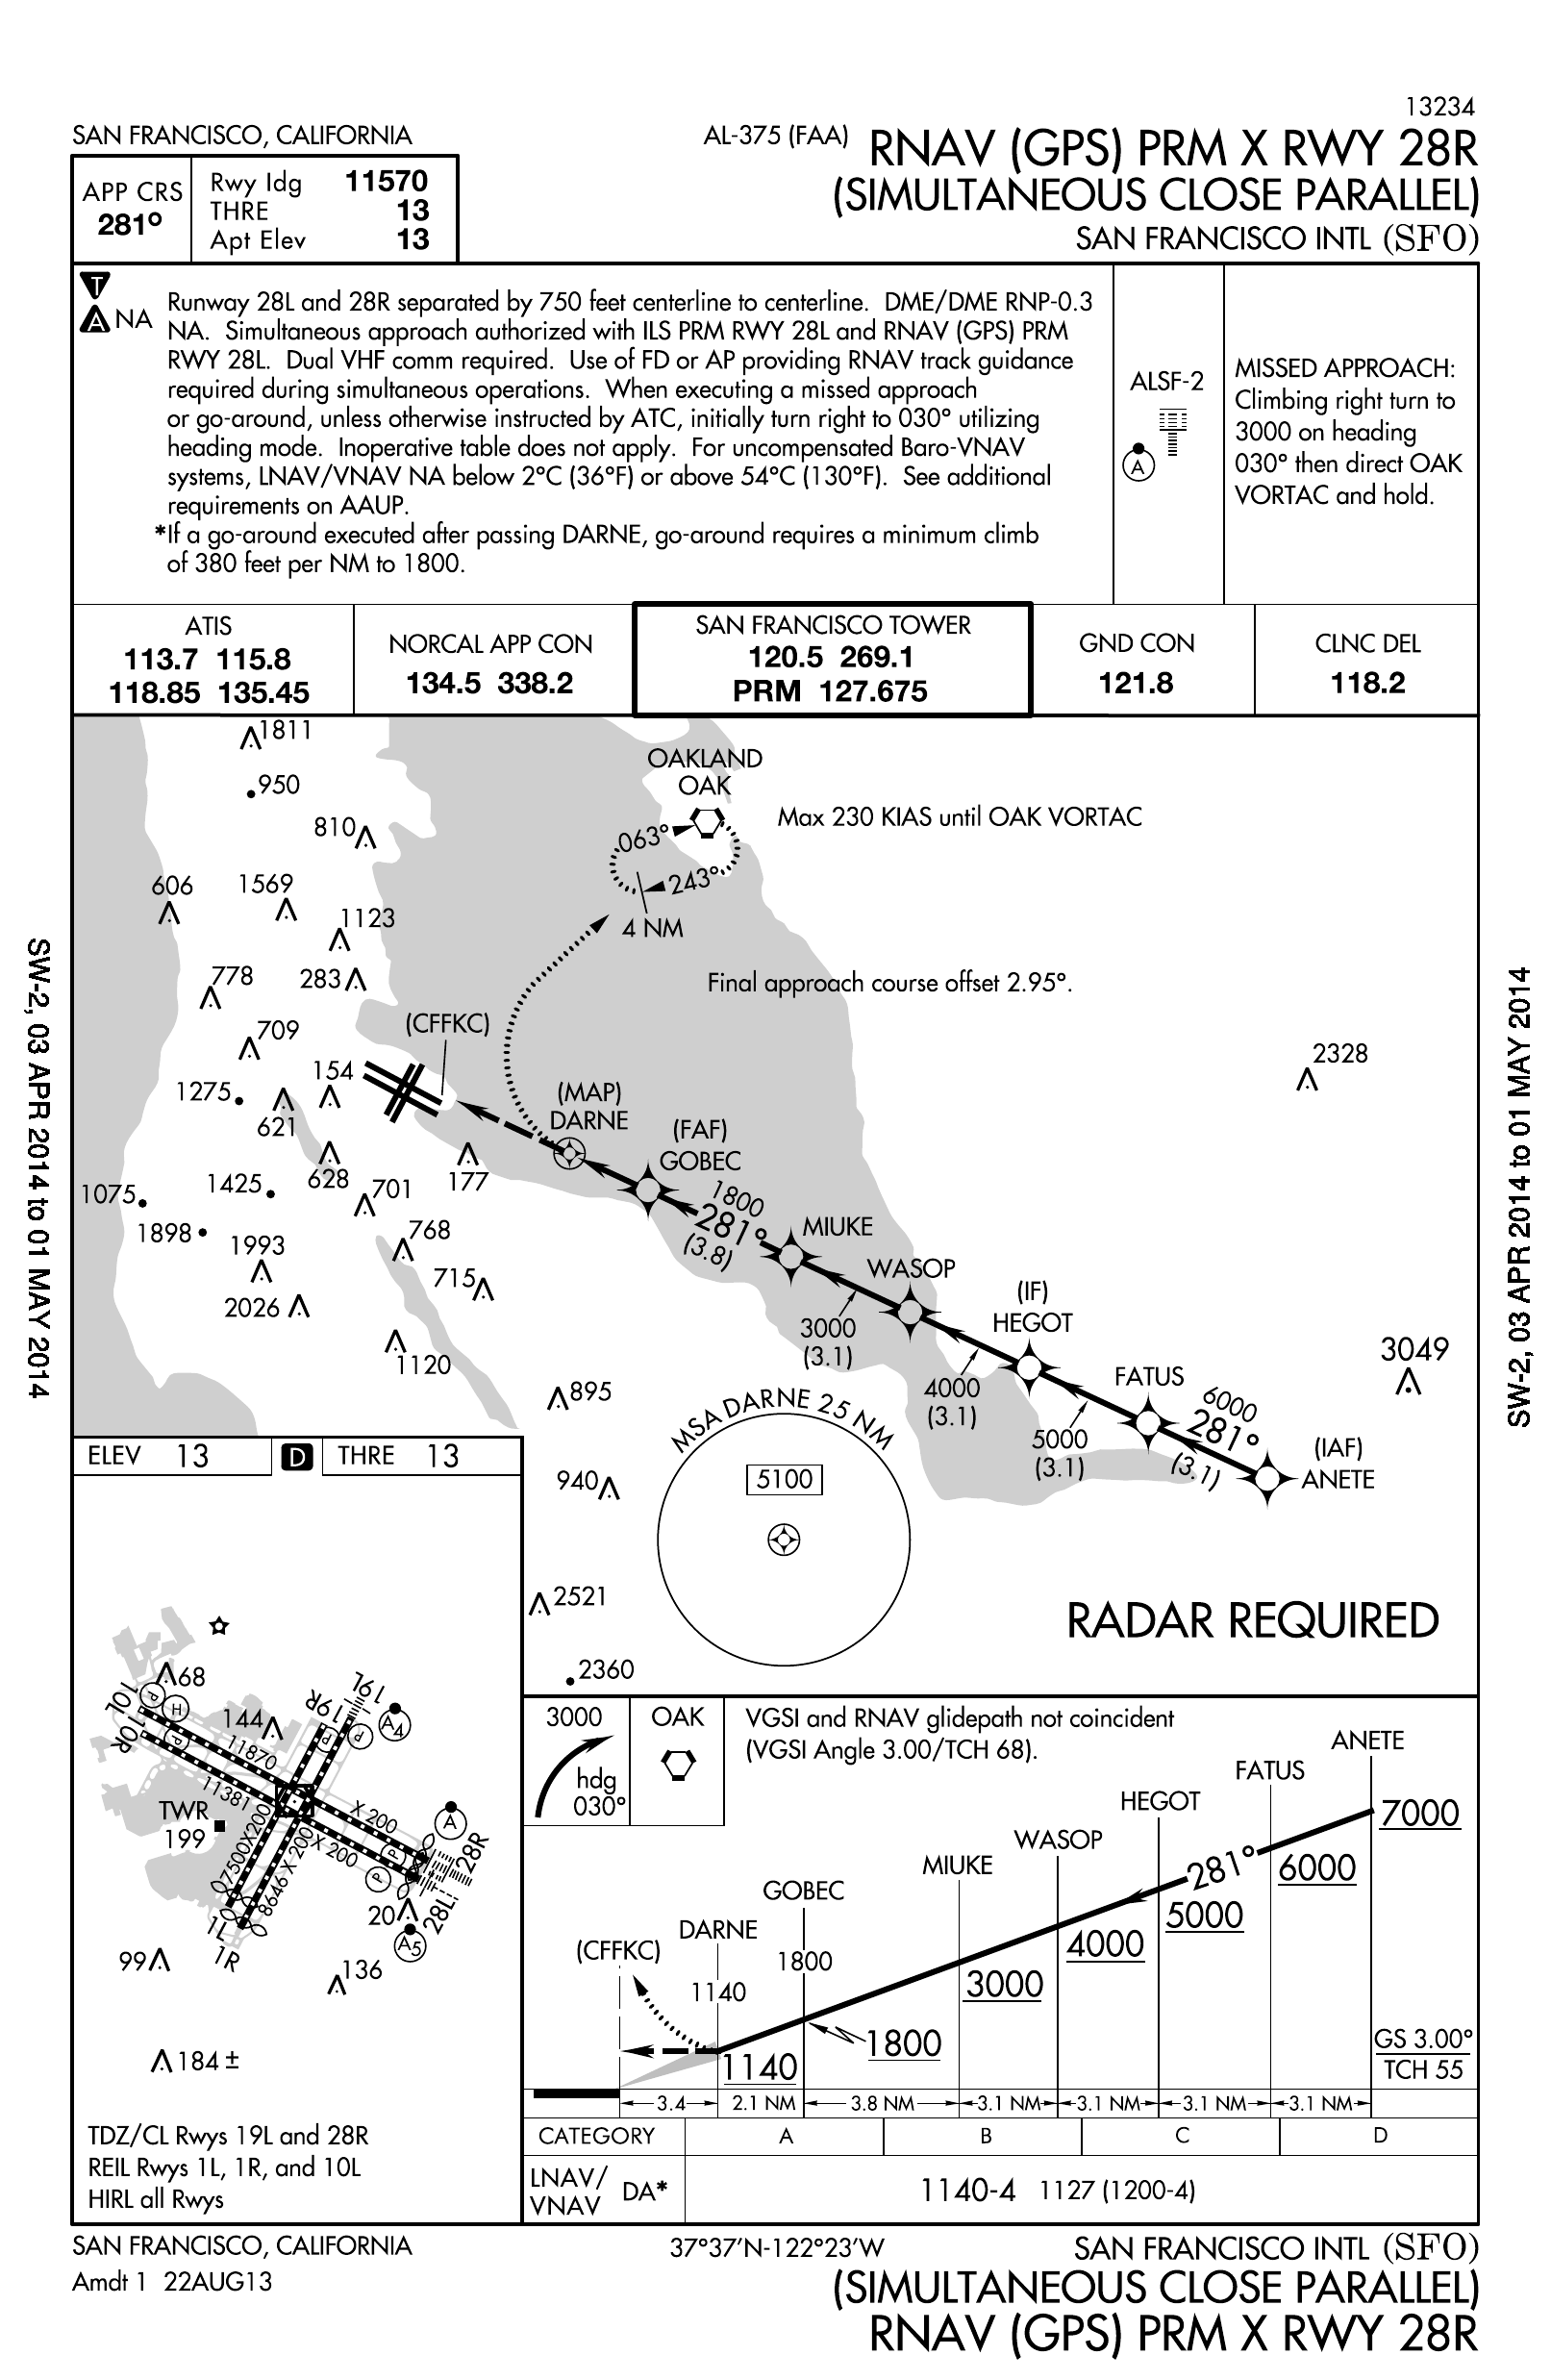 13234
SAN FRANCISCO, CALIFORNIA
AL-375 (FAA)
RNAV (GPS) PRM X RWY 28R
(SIMULTANEOUS CLOSE PARALLEL)
SAN FRANCISCO INTL (SFO)
APP CRS
281°
Rwy Idg 11570
THRE 13
Apt Elev 13
T
A NA
Runway 28L and 28R separated by 750 feet centerline to centerline. DME/DME RNP-0.3
NA. Simultaneous approach authorized with ILS PRM RWY 28L and RNAV (GPS) PRM
RWY 28L. Dual VHF comm required. Use of FD or AP providing RNAV track guidance
required during simultaneous operations. When executing a missed approach
or go-around, unless otherwise instructed by ATC, initially turn right to 030° utilizing
heading mode. Inoperative table does not apply. For uncompensated Baro-VNAV
systems, LNAV/VNAV NA below 2°C (36°F) or above 54°C (130°F). See additional
requirements on AAUP.
*If a go-around executed after passing DARNE, go-around requires a minimum climb
of 380 feet per NM to 1800.
ALSF-2
A
MISSED APPROACH:
Climbing right turn to
3000 on heading
030° then direct OAK
VORTAC and hold.
ATIS
113.7 115.8
118.85 135.45
NORCAL APP CON
134.5 338.2
SAN FRANCISCO TOWER
120.5 269.1
PRM 127.675
GND CON
121.8
CLNC DEL
118.2
1811
950
810
606
1569
1123
778
283
709
154
1275
621
628
1425
1075
701
177
1898
1993
768
715
2026
1120
895
940
2521
2360
2328
3049
OAKLAND
OAK
Max 230 KIAS until OAK VORTAC
063°
243°
4 NM
Final approach course offset 2.95°.
(CFFKC)
(MAP)
DARNE
(FAF)
GOBEC
1800
281°
(3.8)
MIUKE
WASOP
3000
(3.1)
(IF)
HEGOT
4000
(3.1)
FATUS
5000
(3.1)
6000
281°
(3.1)
(IAF)
ANETE
MSA DARNE 25 NM
5100
RADAR REQUIRED
SW-2, 03 APR 2014 to 01 MAY 2014
SW-2, 03 APR 2014 to 01 MAY 2014
ELEV 13
D
THRE 13
68
10L
10R
P
H
P
144
19R
19L
P
P
A4
11870
11381
TWR
199
X 200
X 200
7500X200
8646 X 200
A
P
P
28R
28L
20
A5
1L
1R
99
136
184 ±
TDZ/CL Rwys 19L and 28R
REIL Rwys 1L, 1R, and 10L
HIRL all Rwys
3000
hdg
030°
OAK
VGSI and RNAV glidepath not coincident
(VGSI Angle 3.00/TCH 68).
ANETE
FATUS
HEGOT
WASOP
MIUKE
GOBEC
DARNE
(CFFKC)
7000
281°
6000
5000
4000
3000
1800
1140
1800
1140
GS 3.00°
TCH 55
3.4
2.1 NM
3.8 NM
3.1 NM
3.1 NM
3.1 NM
3.1 NM
CATEGORY A B C D
LNAV/
VNAV
DA*
1140-4 1127 (1200-4)
SAN FRANCISCO, CALIFORNIA
Amdt 1 22AUG13
37°37'N-122°23'W
SAN FRANCISCO INTL (SFO)
(SIMULTANEOUS CLOSE PARALLEL)
RNAV (GPS) PRM X RWY 28R